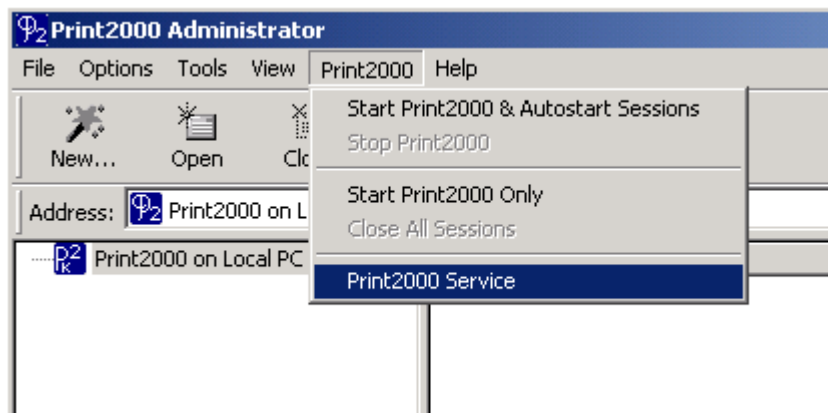 Print2000 Administrator
File Options Tools View Print2000 Help
Start Print2000 & Autostart Sessions
Stop Print2000
Start Print2000 Only
Close All Sessions
Print2000 Service
New... Open
Address: Print2000 on L
Print2000 on Local PC